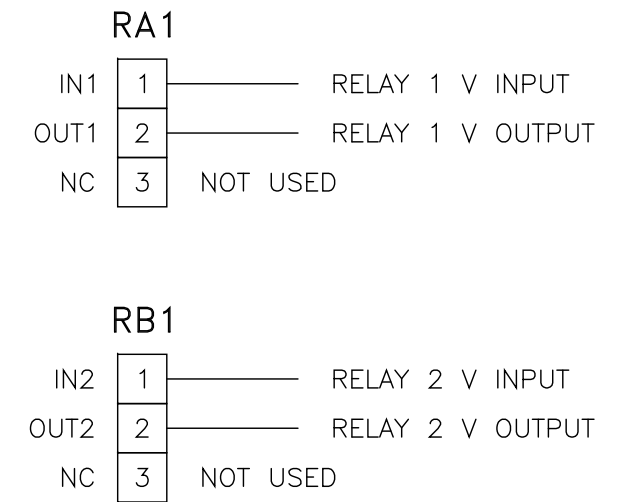 RA1
IN1 1 RELAY 1 V INPUT
OUT1 2 RELAY 1 V OUTPUT
NC 3 NOT USED
RB1
IN2 1 RELAY 2 V INPUT
OUT2 2 RELAY 2 V OUTPUT
NC 3 NOT USED